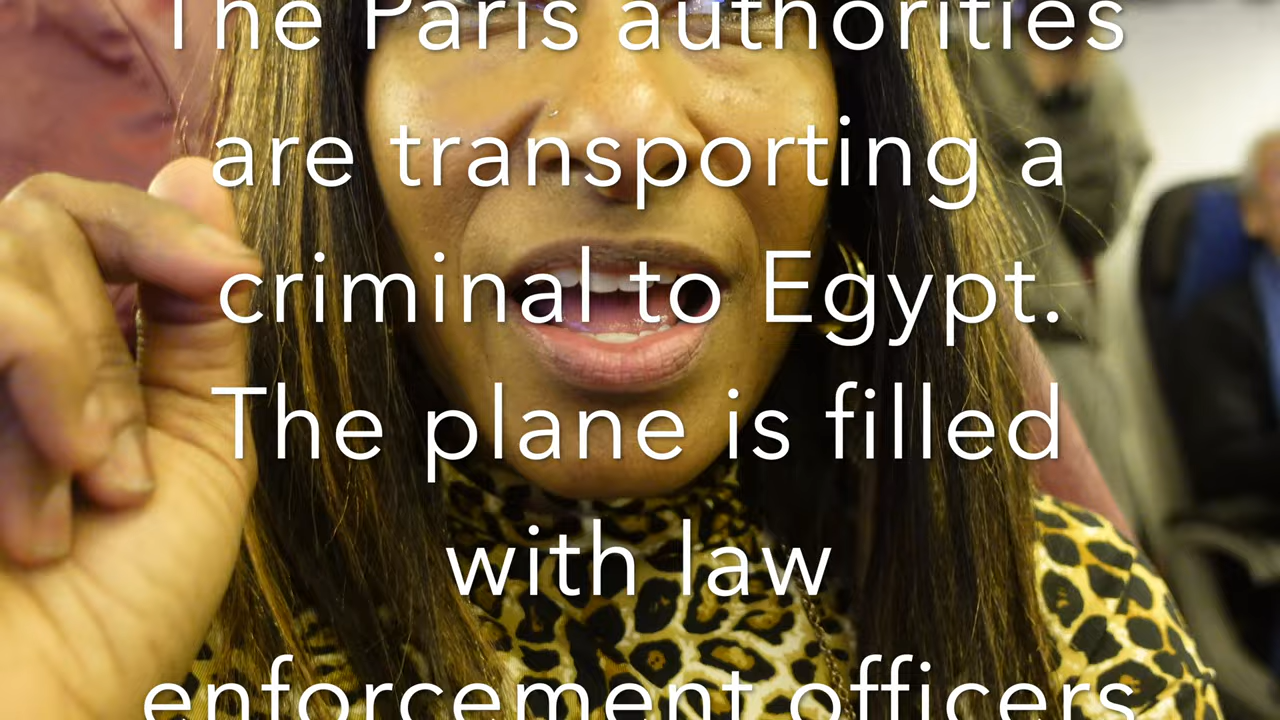 The Paris authorities
are transporting a
criminal to Egypt.
The plane is filled
with law
enforcement officers